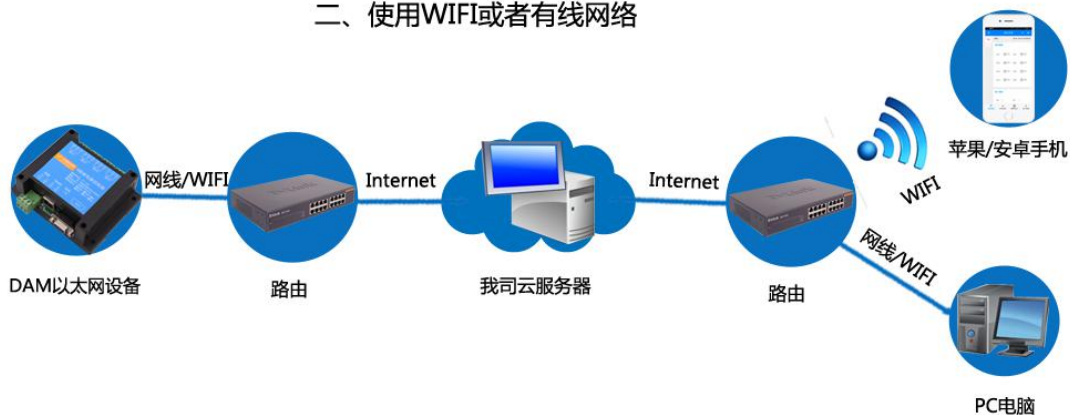 二、使用WIFI或者有线网络
苹果/安卓手机
网线/WIFI
Internet
Internet
WIFI
网线/WIFI
DAM以太网设备
路由
我司云服务器
路由
PC电脑